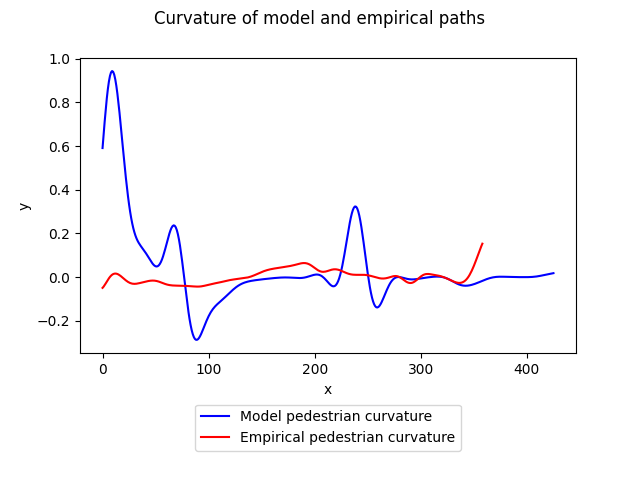 Curvature of model and empirical paths
1.0
0.8
0.6
0.4
0.2
0.0
−0.2
y
0 100 200 300 400
x
Model pedestrian curvature
Empirical pedestrian curvature